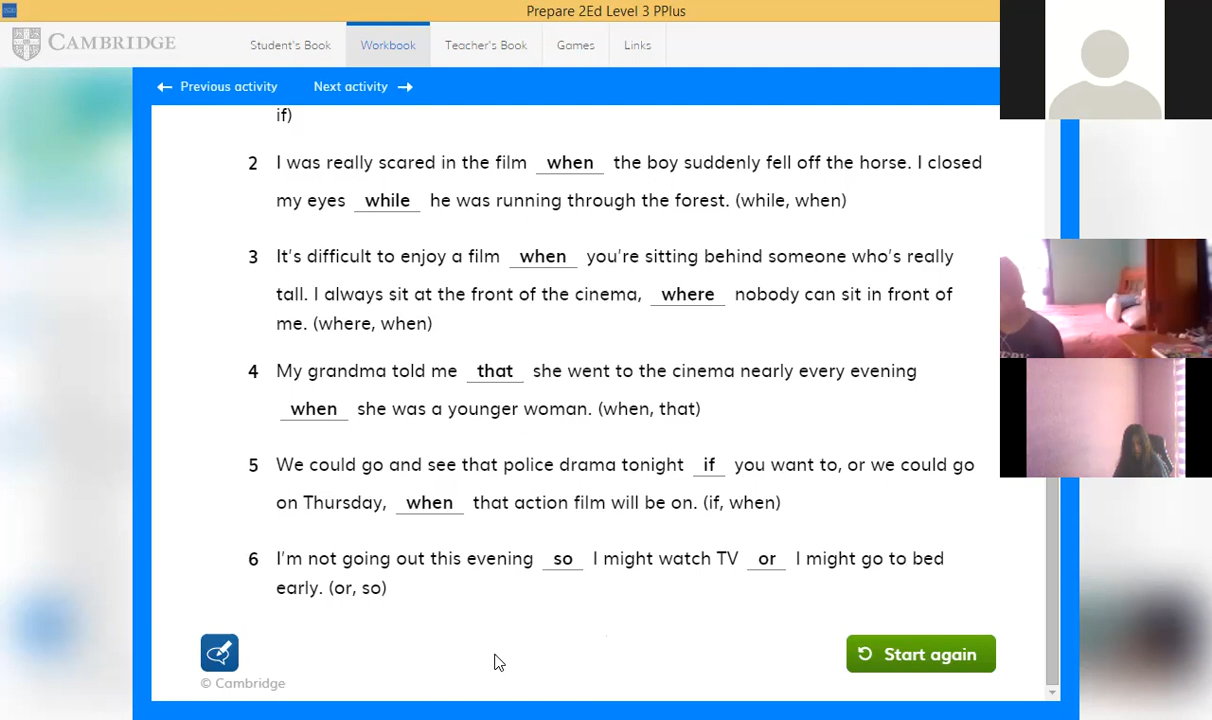 Prepare 2Ed Level 3 PPlus
CAMBRIDGE
Student's Book
Workbook
Teacher's Book
Games
Links
Previous activity
Next activity
if)
2 I was really scared in the film when the boy suddenly fell off the horse. I closed
my eyes while he was running through the forest. (while, when)
3 It's difficult to enjoy a film when you're sitting behind someone who's really
tall. I always sit at the front of the cinema, where nobody can sit in front of
me. (where, when)
4 My grandma told me that she went to the cinema nearly every evening
when she was a younger woman. (when, that)
5 We could go and see that police drama tonight if you want to, or we could go
on Thursday, when that action film will be on. (if, when)
6 I'm not going out this evening so I might watch TV or I might go to bed
early. (or, so)
Start again
© Cambridge